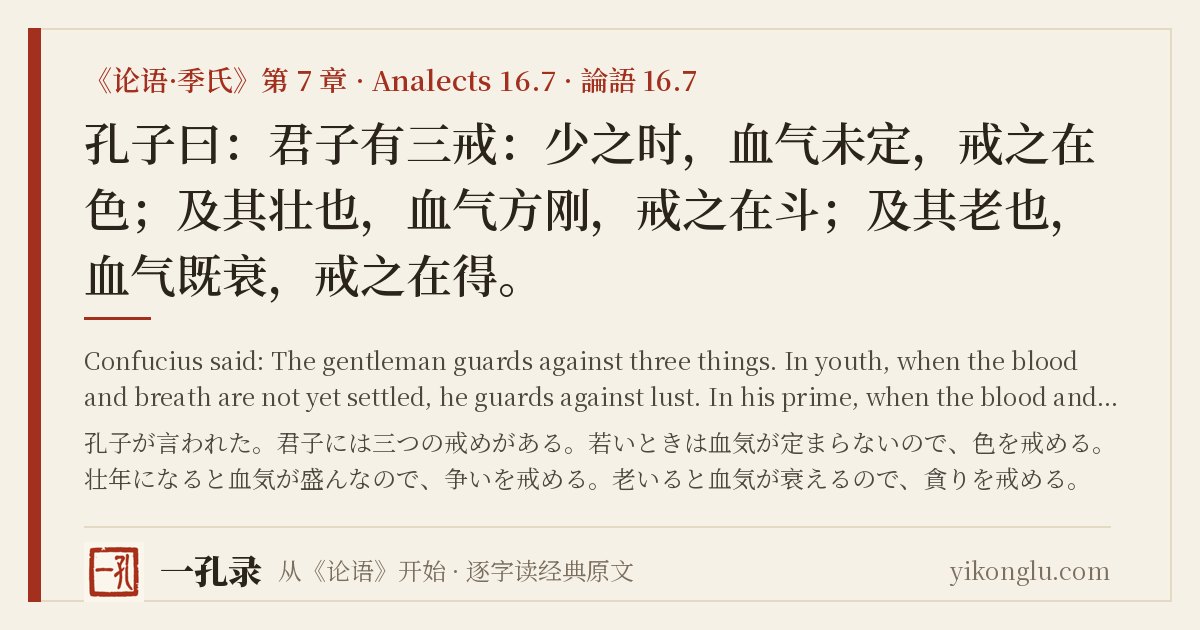 《论语·季氏》第 7 章 · Analects 16.7 · 論語 16.7
孔子曰：君子有三戒：少之时，血气未定，戒之在
色；及其壮也，血气方刚，戒之在斗；及其老也，
血气既衰，戒之在得。
Confucius said: The gentleman guards against three things. In youth, when the blood
and breath are not yet settled, he guards against lust. In his prime, when the blood and…
孔子が言われた。君子には三つの戒めがある。若いときは血気が定まらないので、色を戒める。
壮年になると血気が盛んなので、争いを戒める。老いると血気が衰えるので、貪りを戒める。
一孔
一孔录 从《论语》开始 · 逐字读经典原文 yikonglu.com